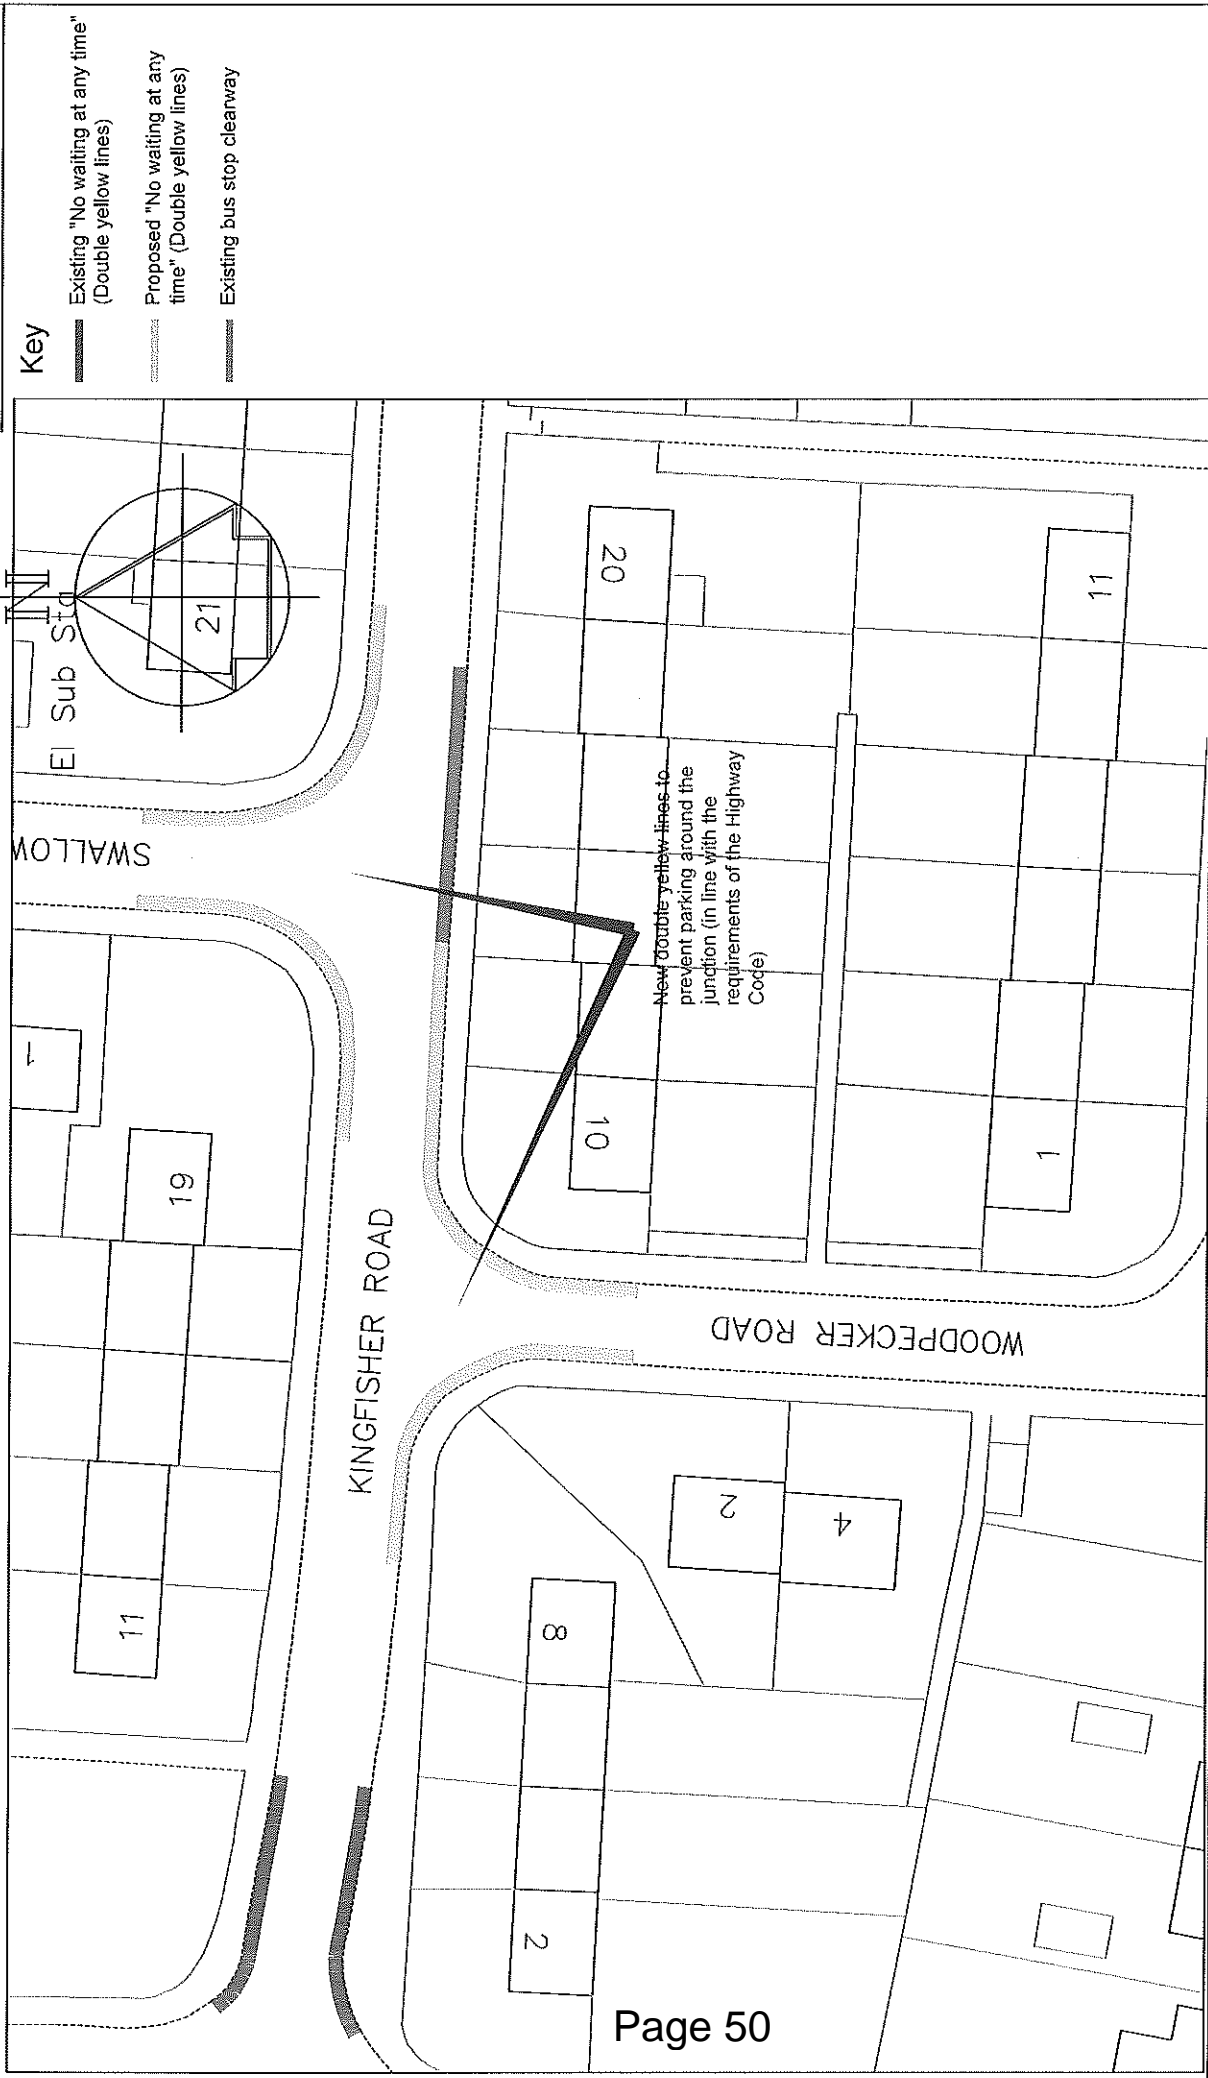 Key
Existing "No waiting at any time"
(Double yellow lines)
Proposed "No waiting at any
time" (Double yellow lines)
Existing bus stop clearway
N
El Sub Sta
21
SWALLOW
1
19
11
KINGFISHER ROAD
20
10
New double yellow lines to
prevent parking around the
junction (in line with the
requirements of the Highway
Code)
11
1
WOODPECKER ROAD
2
4
8
2
Page 50